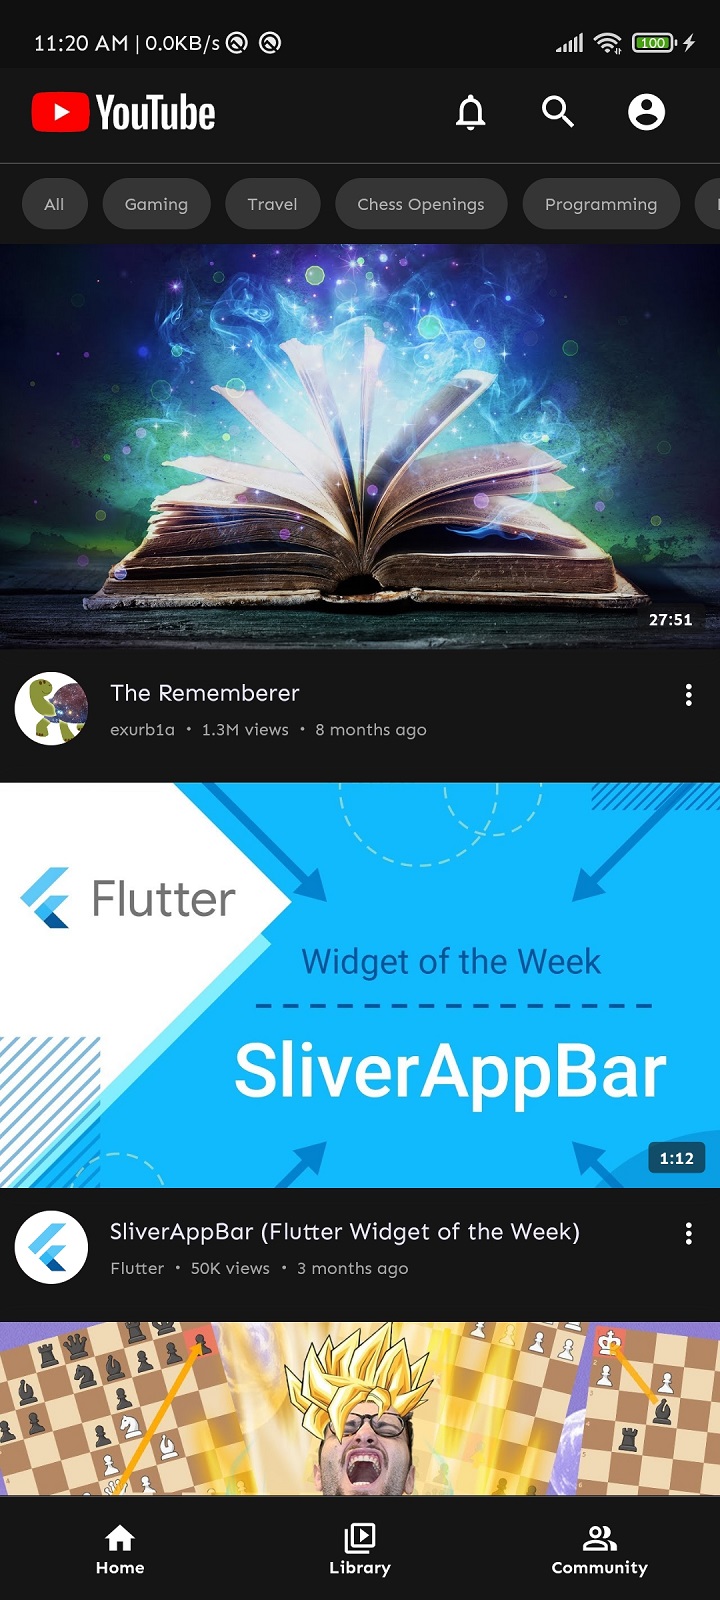 11:20 AM | 0.0KB/s
100
YouTube
All
Gaming
Travel
Chess Openings
Programming
27:51
The Rememberer
exurb1a • 1.3M views • 8 months ago
Flutter
Widget of the Week
SliverAppBar
1:12
SliverAppBar (Flutter Widget of the Week)
Flutter • 50K views • 3 months ago
Home
Library
Community